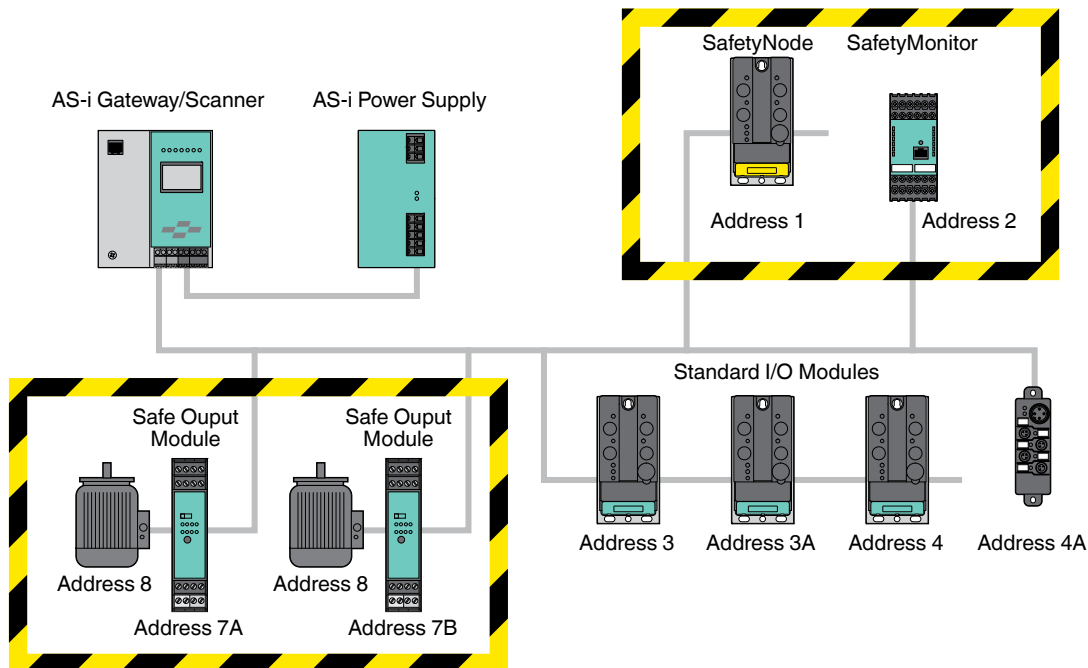 SafetyNode
SafetyMonitor
AS-i Gateway/Scanner
AS-i Power Supply
Address 1
Address 2
Standard I/O Modules
Safe Ouput
Module
Safe Ouput
Module
Address 3
Address 3A
Address 4
Address 4A
Address 8
Address 8
Address 7A
Address 7B